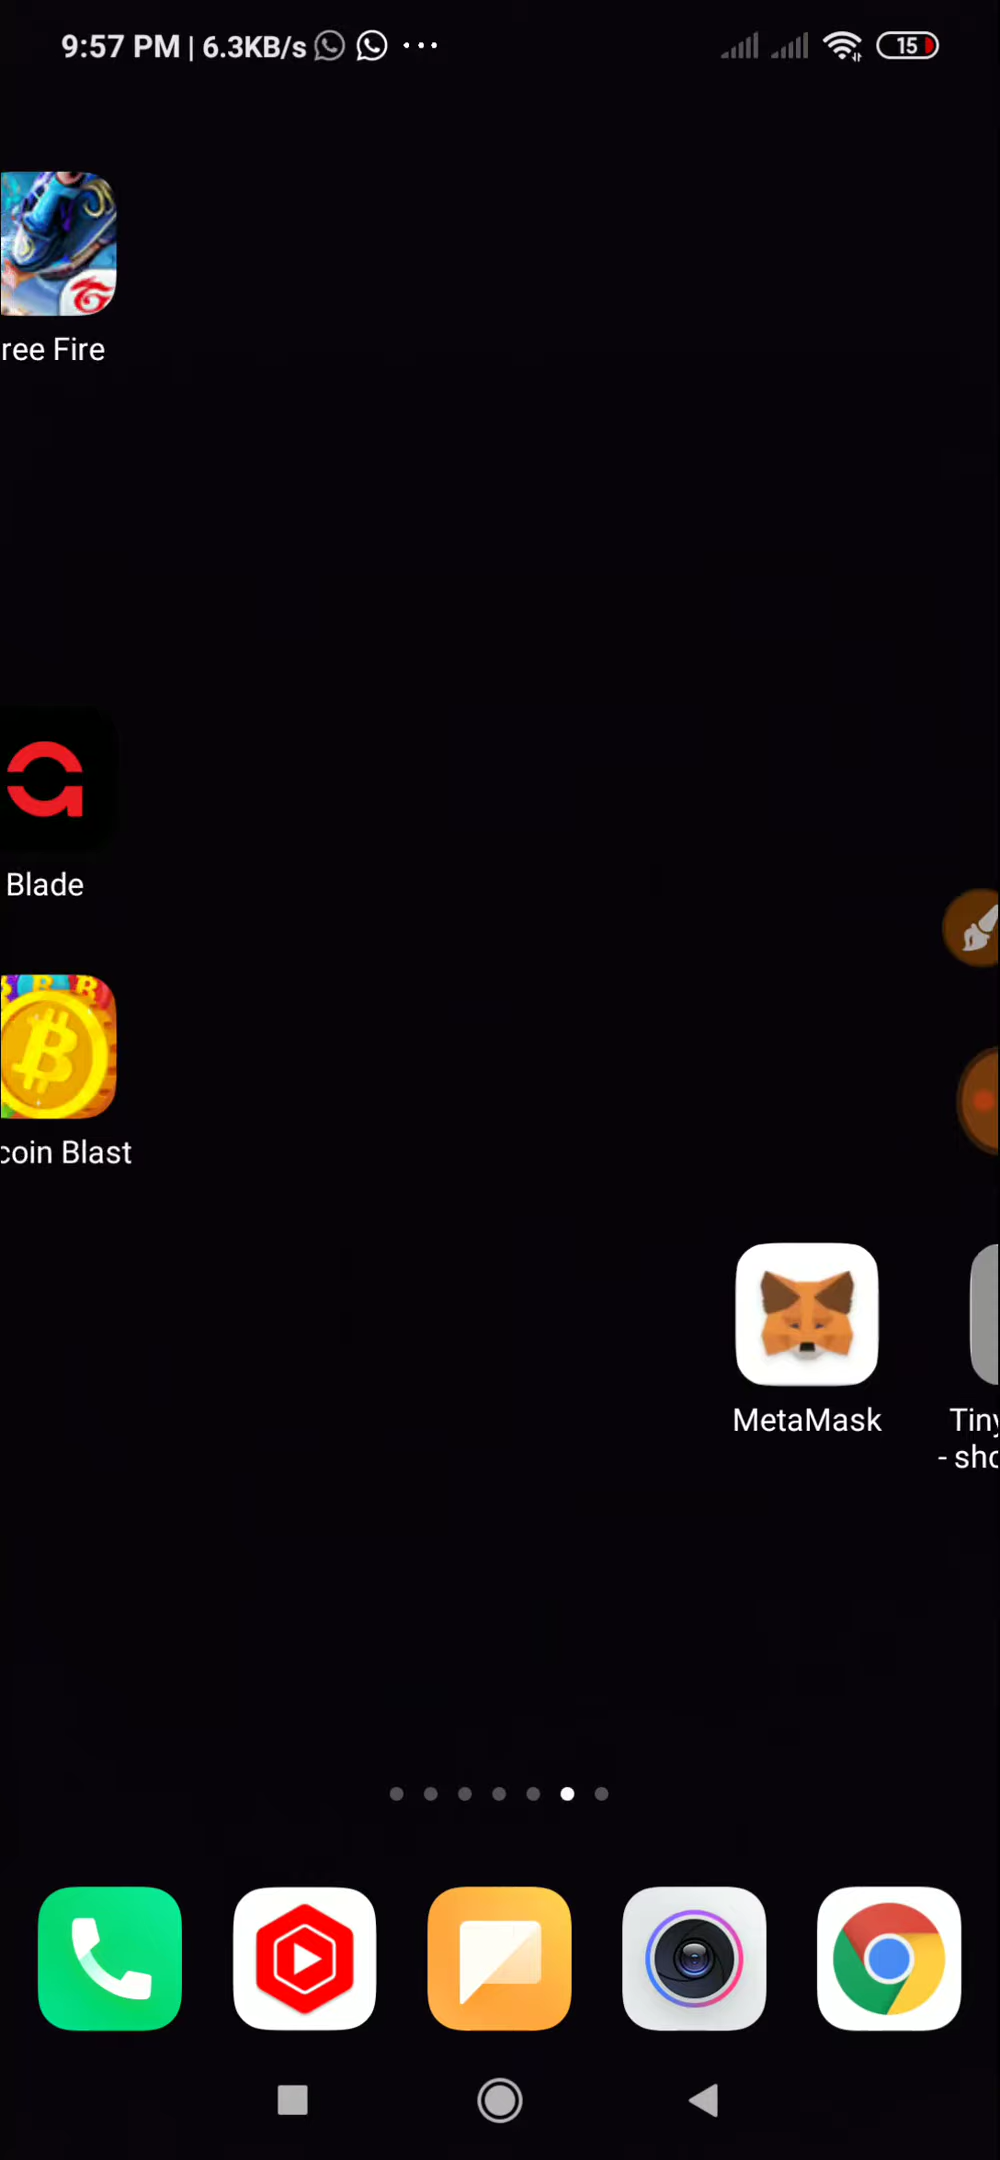 9:57 PM | 6.3KB/s
15
ree Fire
Blade
coin Blast
MetaMask
Tiny
- sho